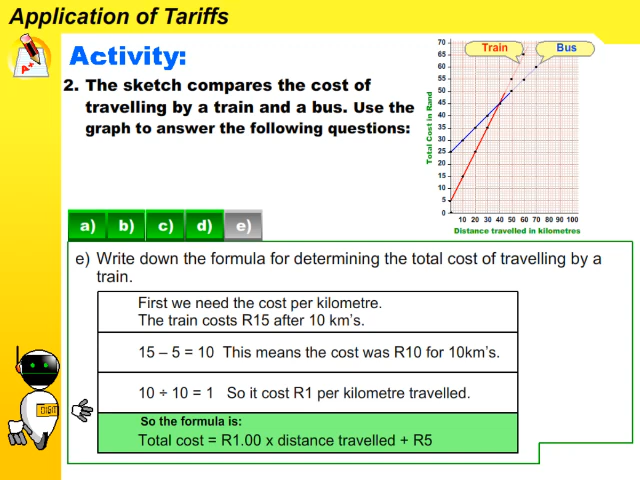 Application of Tariffs
A+
Activity:
2. The sketch compares the cost of
travelling by a train and a bus. Use the
graph to answer the following questions:
Train
Bus
Total Cost in Rand
70
65
60
55
50
45
40
35
30
25
20
15
10
5
0
10 20 30 40 50 60 70 80 90 100
Distance travelled in kilometres
a) b) c) d) e)
e) Write down the formula for determining the total cost of travelling by a
train.
First we need the cost per kilometre.
The train costs R15 after 10 km's.
15 – 5 = 10 This means the cost was R10 for 10km's.
10 ÷ 10 = 1 So it cost R1 per kilometre travelled.
So the formula is:
Total cost = R1.00 x distance travelled + R5
DIGIT